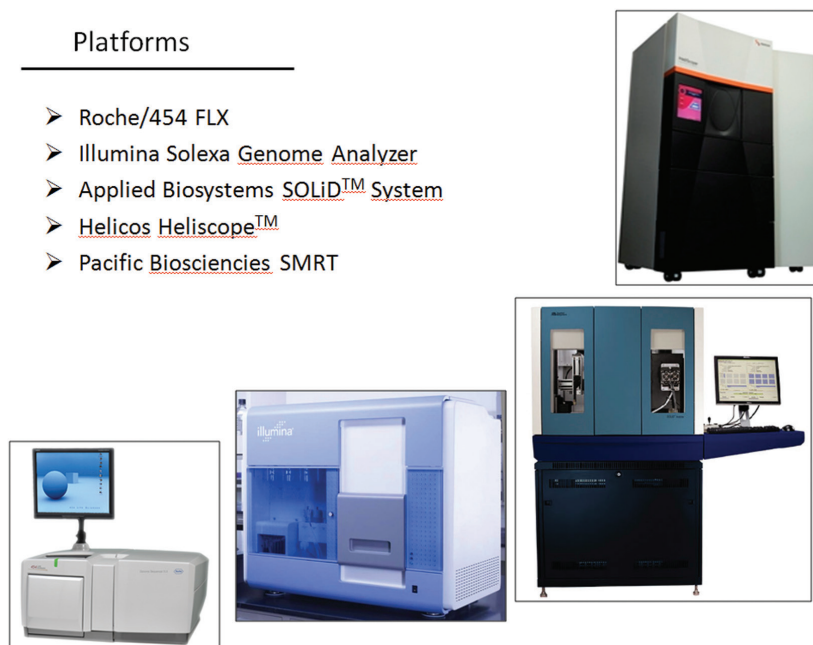 Platforms
➤ Roche/454 FLX
➤ Illumina Solexa Genome Analyzer
➤ Applied Biosystems SOLiD™ System
➤ Helicos Heliscope™
➤ Pacific Biosciencies SMRT
illumina